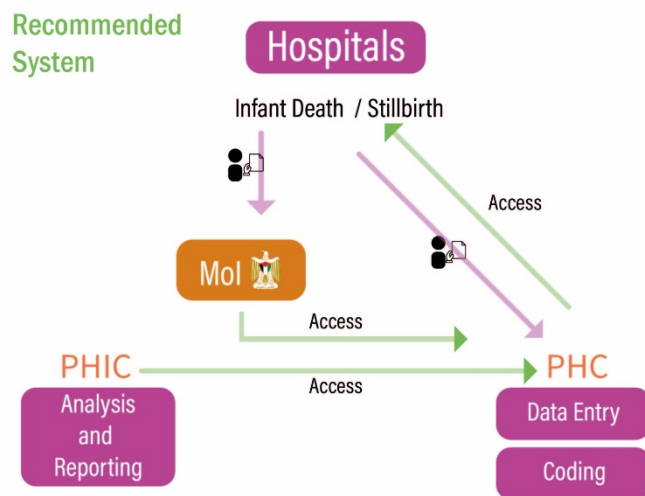 Recommended
System
Hospitals
Infant Death / Stillbirth
Access
MoI
Access
PHIC
Access
PHC
Analysis
and
Reporting
Data Entry
Coding